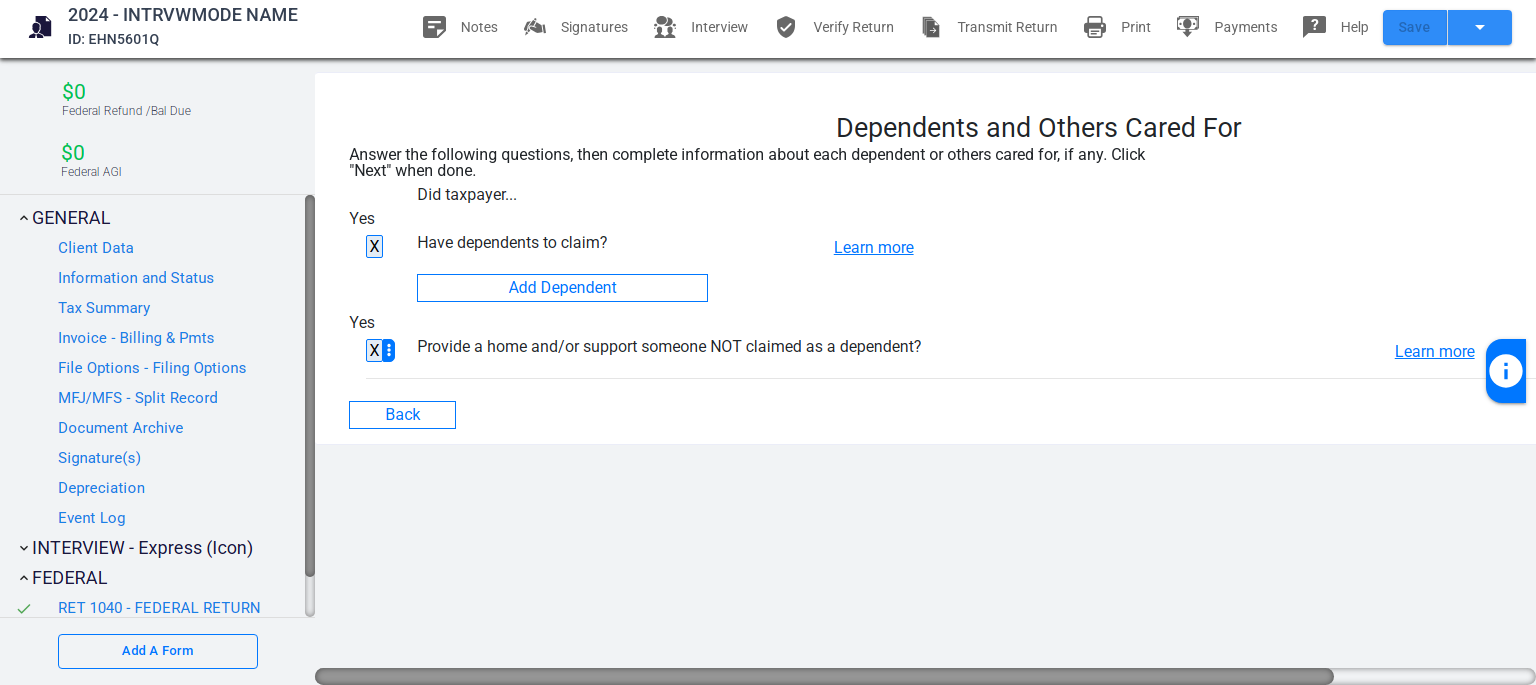 2024 - INTRVWMODE NAME
ID: EHN5601Q
Notes
Signatures
Interview
Verify Return
Transmit Return
Print
Payments
Help
Save
$0
Federal Refund /Bal Due
$0
Federal AGI
GENERAL
Client Data
Information and Status
Tax Summary
Invoice - Billing & Pmts
File Options - Filing Options
MFJ/MFS - Split Record
Document Archive
Signature(s)
Depreciation
Event Log
INTERVIEW - Express (Icon)
FEDERAL
RET 1040 - FEDERAL RETURN
Add A Form
Dependents and Others Cared For
Answer the following questions, then complete information about each dependent or others cared for, if any. Click
"Next" when done.
Did taxpayer...
Yes
X Have dependents to claim? Learn more
Add Dependent
Yes
X Provide a home and/or support someone NOT claimed as a dependent? Learn more
Back